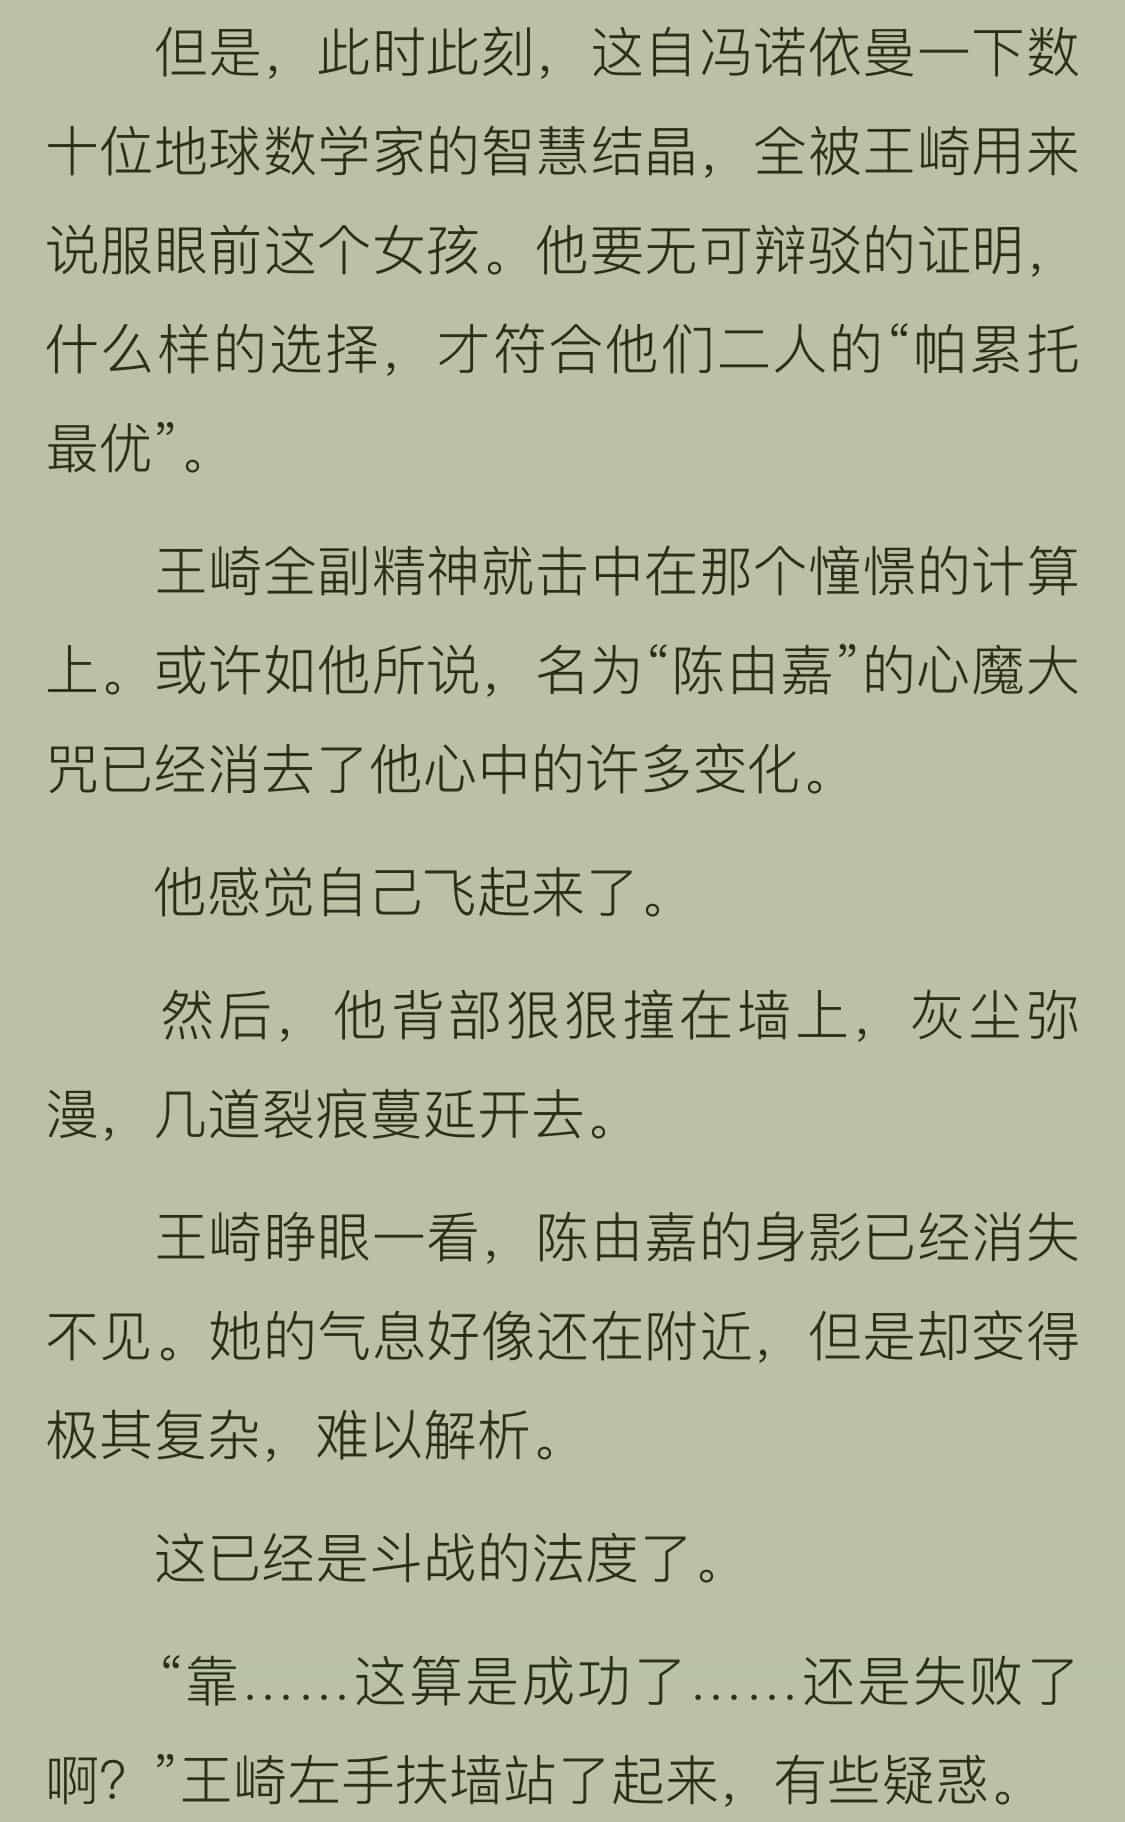 但是，此时此刻，这自冯诺依曼一下数
十位地球数学家的智慧结晶，全被王崎用来
说服眼前这个女孩。他要无可辩驳的证明，
什么样的选择，才符合他们二人的“帕累托
最优”。
王崎全副精神就击中在那个憧憬的计算
上。或许如他所说，名为“陈由嘉”的心魔大
咒已经消去了他心中的许多变化。
他感觉自己飞起来了。
然后，他背部狠狠撞在墙上，灰尘弥
漫，几道裂痕蔓延开去。
王崎睁眼一看，陈由嘉的身影已经消失
不见。她的气息好像还在附近，但是却变得
极其复杂，难以解析。
这已经是斗战的法度了。
“靠……这算是成功了……还是失败了
啊？”王崎左手扶墙站了起来，有些疑惑。